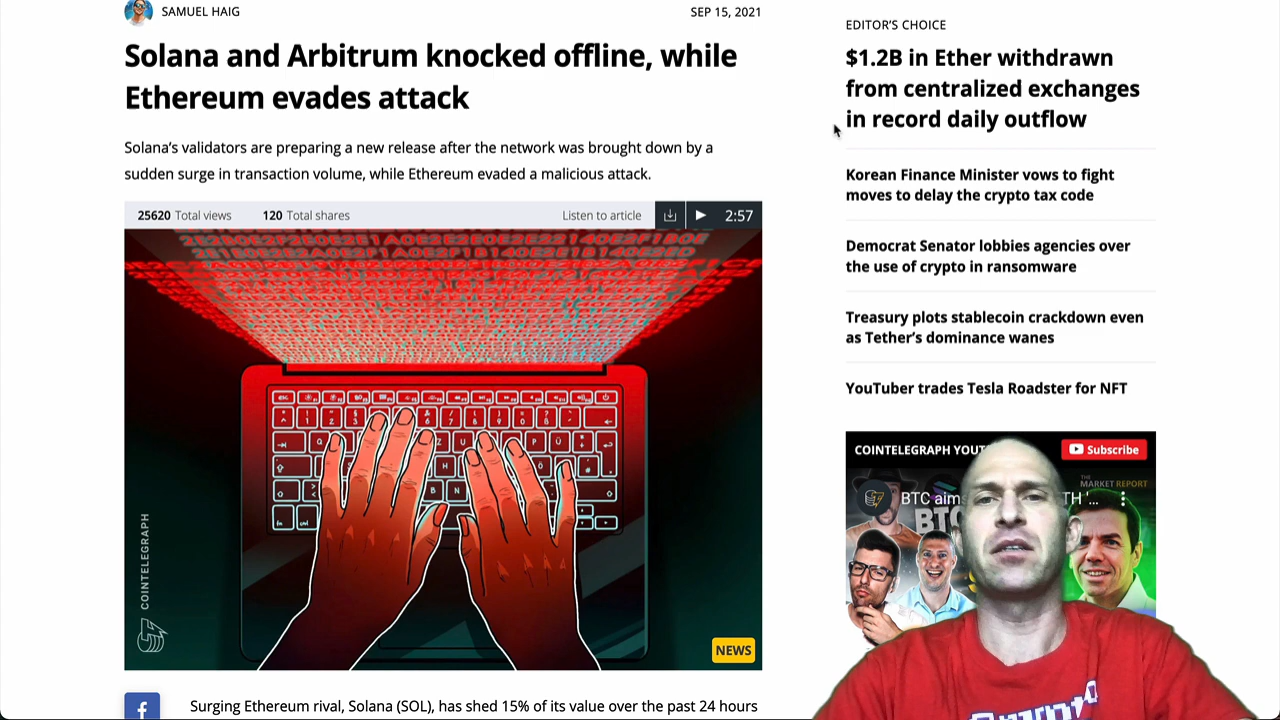 SAMUEL HAIG
SEP 15, 2021
Solana and Arbitrum knocked offline, while
Ethereum evades attack
Solana's validators are preparing a new release after the network was brought down by a
sudden surge in transaction volume, while Ethereum evaded a malicious attack.
25620 Total views
120 Total shares
Listen to article
2:57
COINTELEGRAPH
NEWS
Surging Ethereum rival, Solana (SOL), has shed 15% of its value over the past 24 hours
EDITOR'S CHOICE
$1.2B in Ether withdrawn
from centralized exchanges
in record daily outflow
Korean Finance Minister vows to fight
moves to delay the crypto tax code
Democrat Senator lobbies agencies over
the use of crypto in ransomware
Treasury plots stablecoin crackdown even
as Tether's dominance wanes
YouTuber trades Tesla Roadster for NFT
COINTELEGRAPH
Subscribe
THE
MARKET REPORT
BTC
BTC